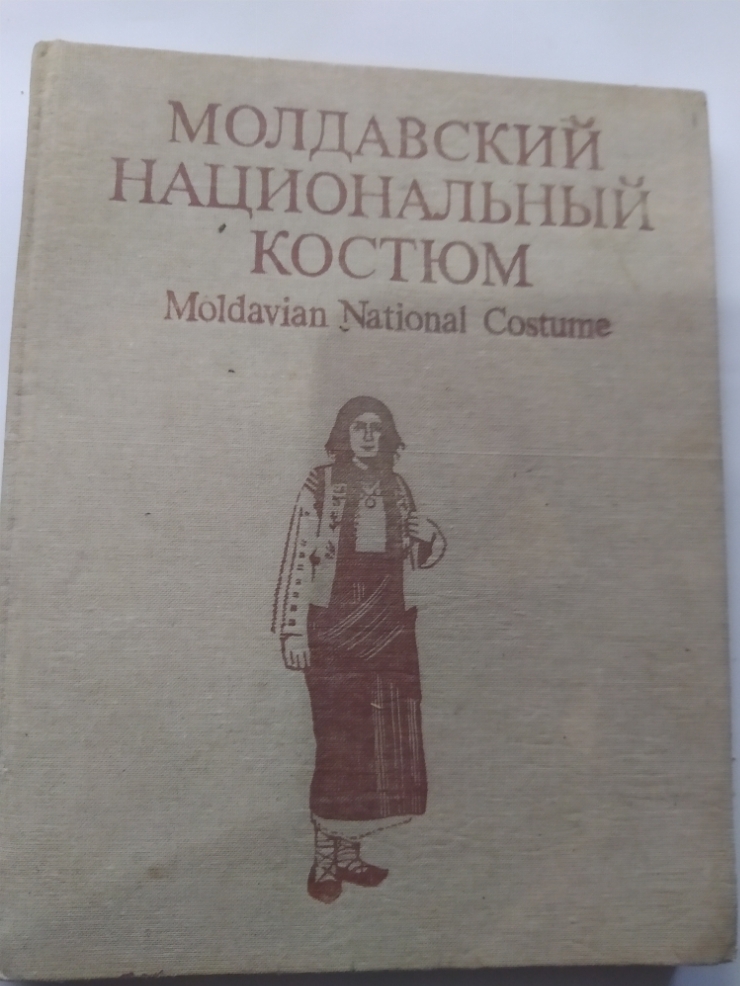 МОЛДАВСКИЙ
НАЦИОНАЛЬНЫЙ
КОСТЮМ
Moldavian National Costume